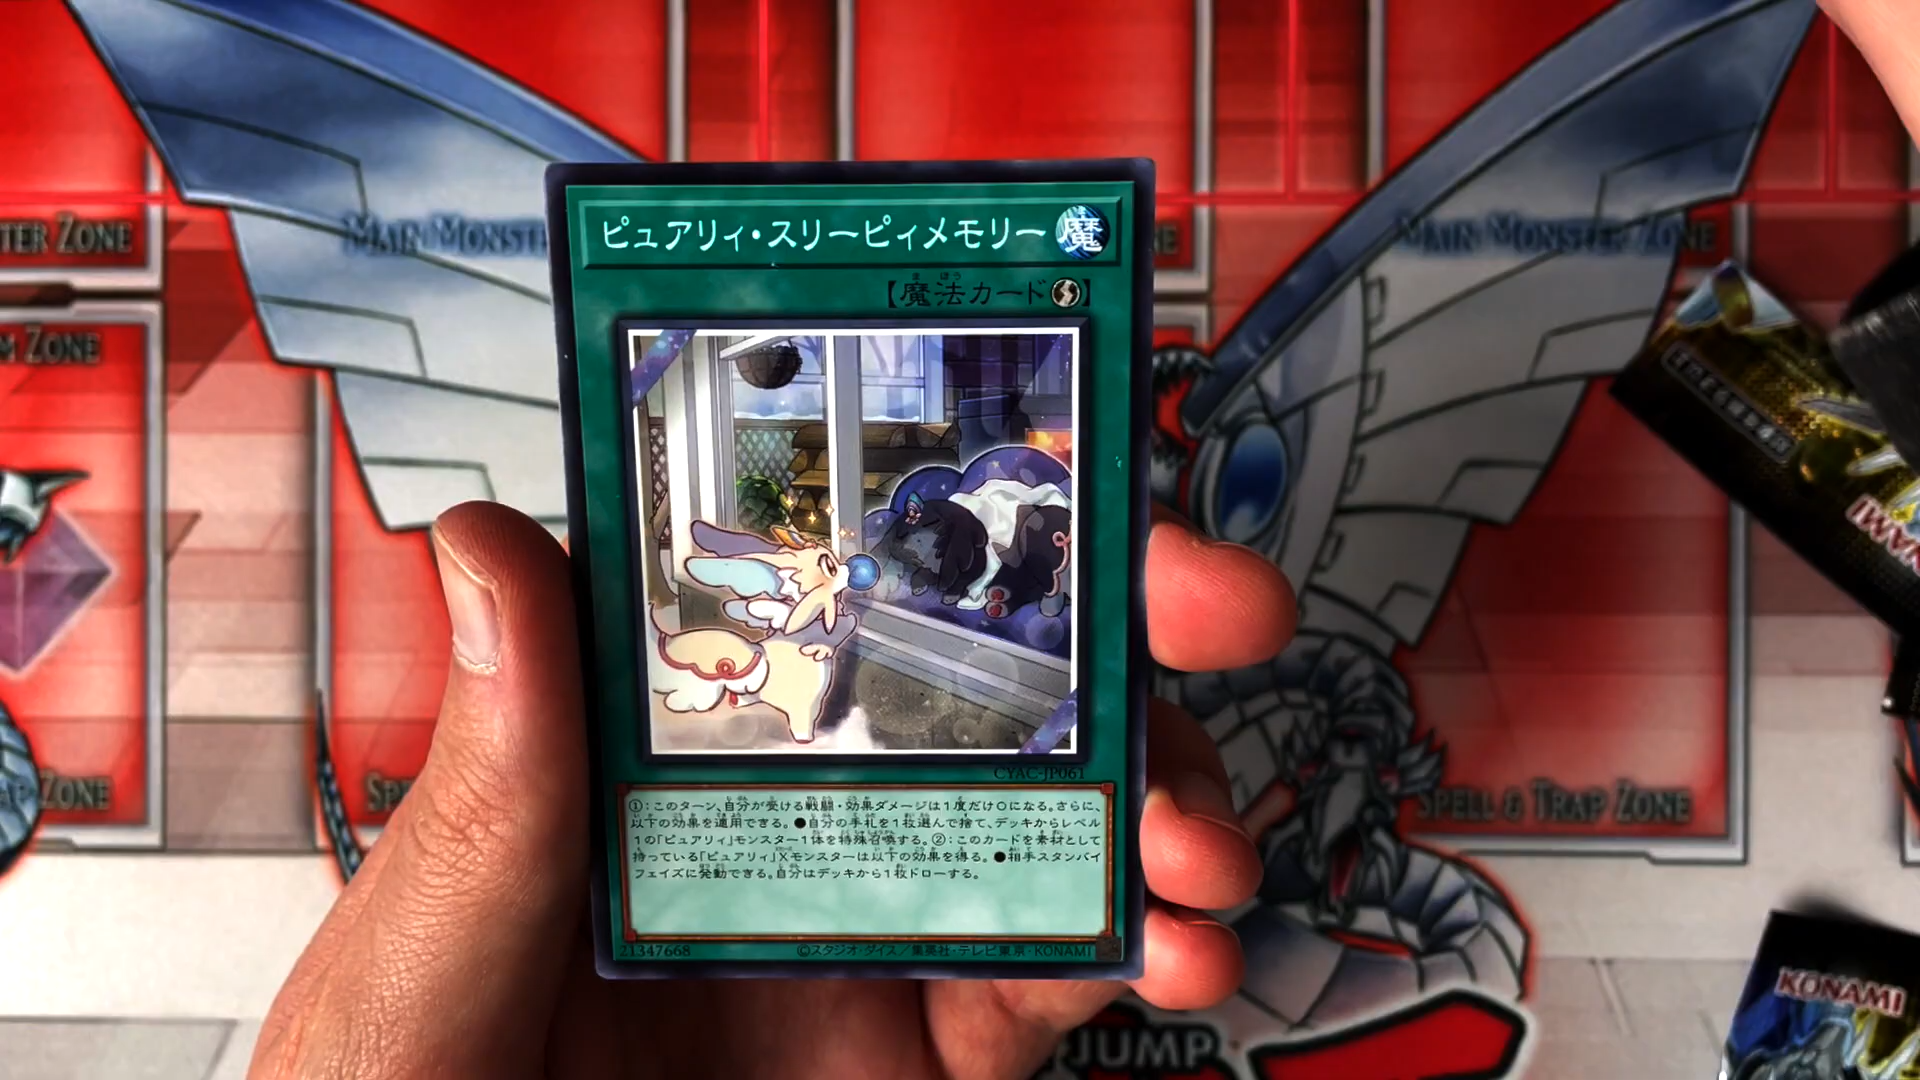 TER ZONE
MAIN MONSTE
MAIN MONSTER ZONE
NE
M ZONE
ピュアリィ・スリーピィメモリー 魔
【魔法カード】
CYAC-JP061
①：このターン、自分が受ける戦闘・効果ダメージは１度だけ０になる。さらに、
以下の効果を適用できる。●自分の手札を１枚選んで捨て、デッキからレベル
１の「ピュアリィ」モンスター１体を特殊召喚する。②：このカードを素材として
持っている「ピュアリィ」Xモンスターは以下の効果を得る。●相手スタンバイ
フェイズに発動できる。自分はデッキから１枚ドローする。
21347668
©スタジオ・ダイス／集英社・テレビ東京・KONAMI
ZONE
SPELL & TRAP ZONE
KONAMI
JUMP